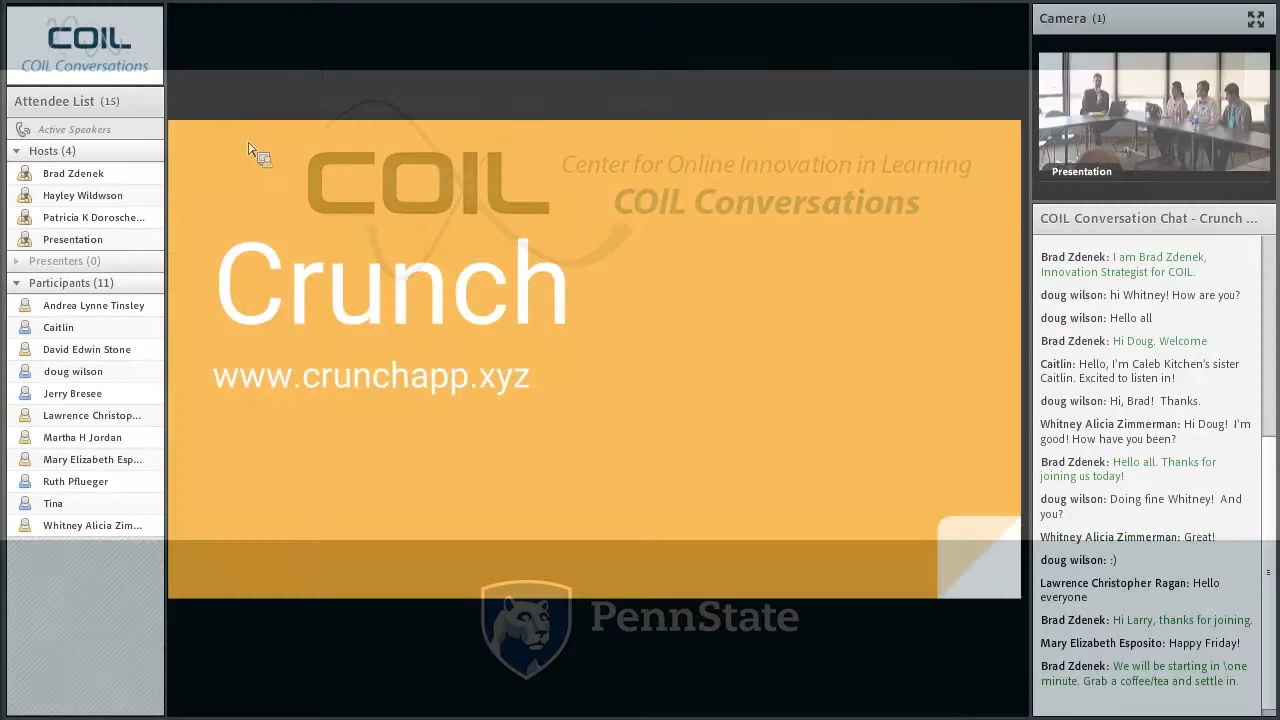 COIL
COIL Conversations
Attendee List (15)
Active Speakers
Hosts (4)
Brad Zdenek
Hayley Wildwson
Patricia K Dorosche...
Presentation
Presenters (0)
Participants (11)
Andrea Lynne Tinsley
Caitlin
David Edwin Stone
doug wilson
Jerry Bresee
Lawrence Christop...
Martha H Jordan
Mary Elizabeth Esp...
Ruth Pflueger
Tina
Whitney Alicia Zim...
COIL
Center for Online Innovation in Learning
COIL Conversations
Crunch
www.crunchapp.xyz
PennState
Camera (1)
Presentation
COIL Conversation Chat - Crunch ...
Brad Zdenek: I am Brad Zdenek,
Innovation Strategist for COIL.
doug wilson: hi Whitney! How are you?
doug wilson: Hello all
Brad Zdenek: Hi Doug. Welcome
Caitlin: Hello, I'm Caleb Kitchen's sister
Caitlin. Excited to listen in!
doug wilson: Hi, Brad! Thanks.
Whitney Alicia Zimmerman: Hi Doug! I'm
good! How have you been?
Brad Zdenek: Hello all. Thanks for
joining us today!
doug wilson: Doing fine Whitney! And
you?
Whitney Alicia Zimmerman: Great!
doug wilson: :)
Lawrence Christopher Ragan: Hello
everyone
Brad Zdenek: Hi Larry, thanks for joining.
Mary Elizabeth Esposito: Happy Friday!
Brad Zdenek: We will be starting in \one
minute. Grab a coffee/tea and settle in.